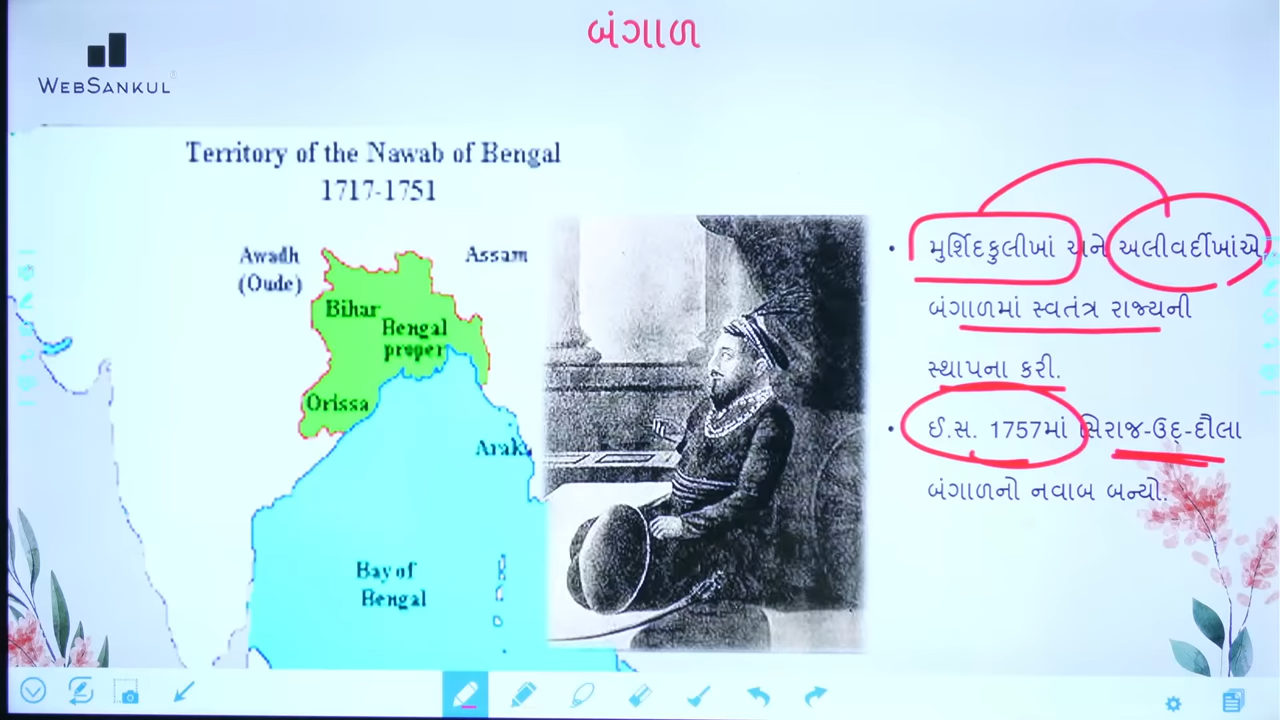 બંગાળ
WEBSANKUL
Territory of the Nawab of Bengal
1717-1751
Awadh
(Oude)
Assam
Bihar
Bengal
proper
Orissa
Arak
Bay of
Bengal
• મુર્શિદકુલીખાં અને અલીવર્દીખાંએ,
બંગાળમાં સ્વતંત્ર રાજ્યની
સ્થાપના કરી.
• ઈ.સ. 1757માં સિરાજ-ઉદ્-દૌલા
બંગાળનો નવાબ બન્યો.